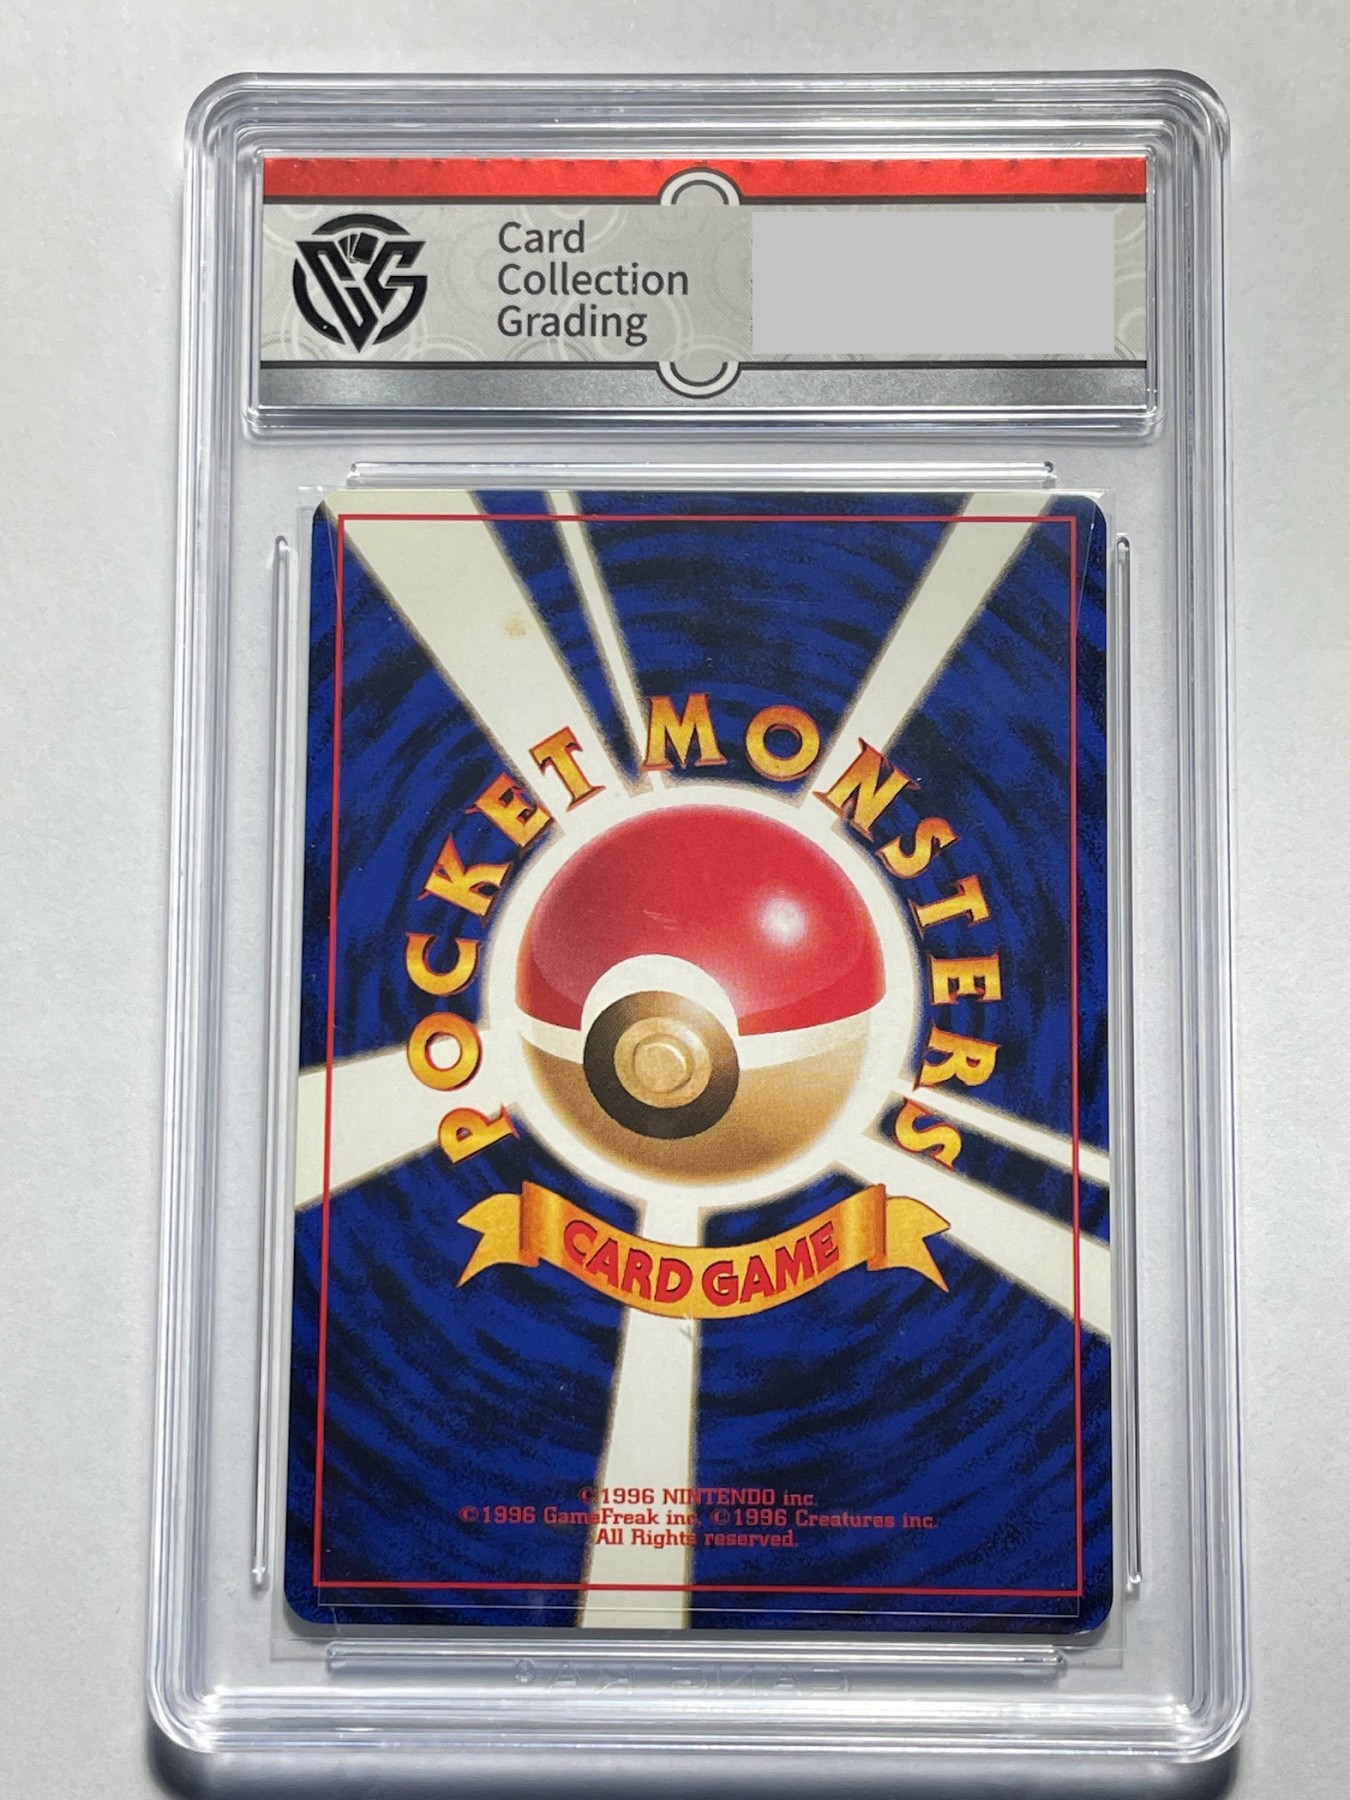 Card
Collection
Grading
POCKET MONSTERS
CARD GAME
©1996 NINTENDO inc.
©1996 GameFreak inc. ©1996 Creatures inc.
All Rights reserved.